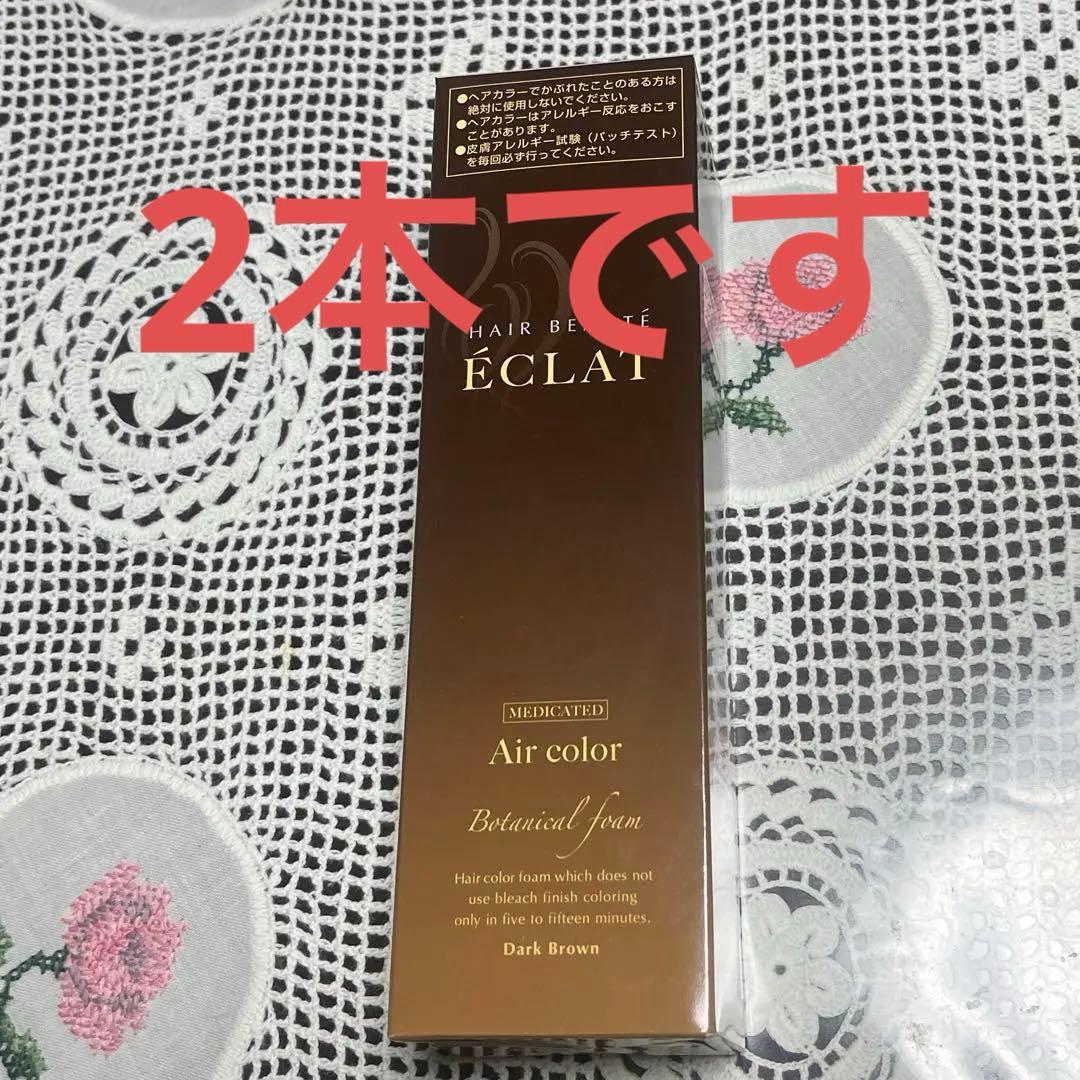 ●ヘアカラーでかぶれたことのある方は
絶対に使用しないでください。
●ヘアカラーはアレルギー反応をおこす
ことがあります。
●皮膚アレルギー試験（パッチテスト）
を毎回必ず行ってください。
2本です
HAIR
ÉCLAT
MEDICATED
Air color
Botanical foam
Hair color foam which does not
use bleach finish coloring
only in five to fifteen minutes.
Dark Brown